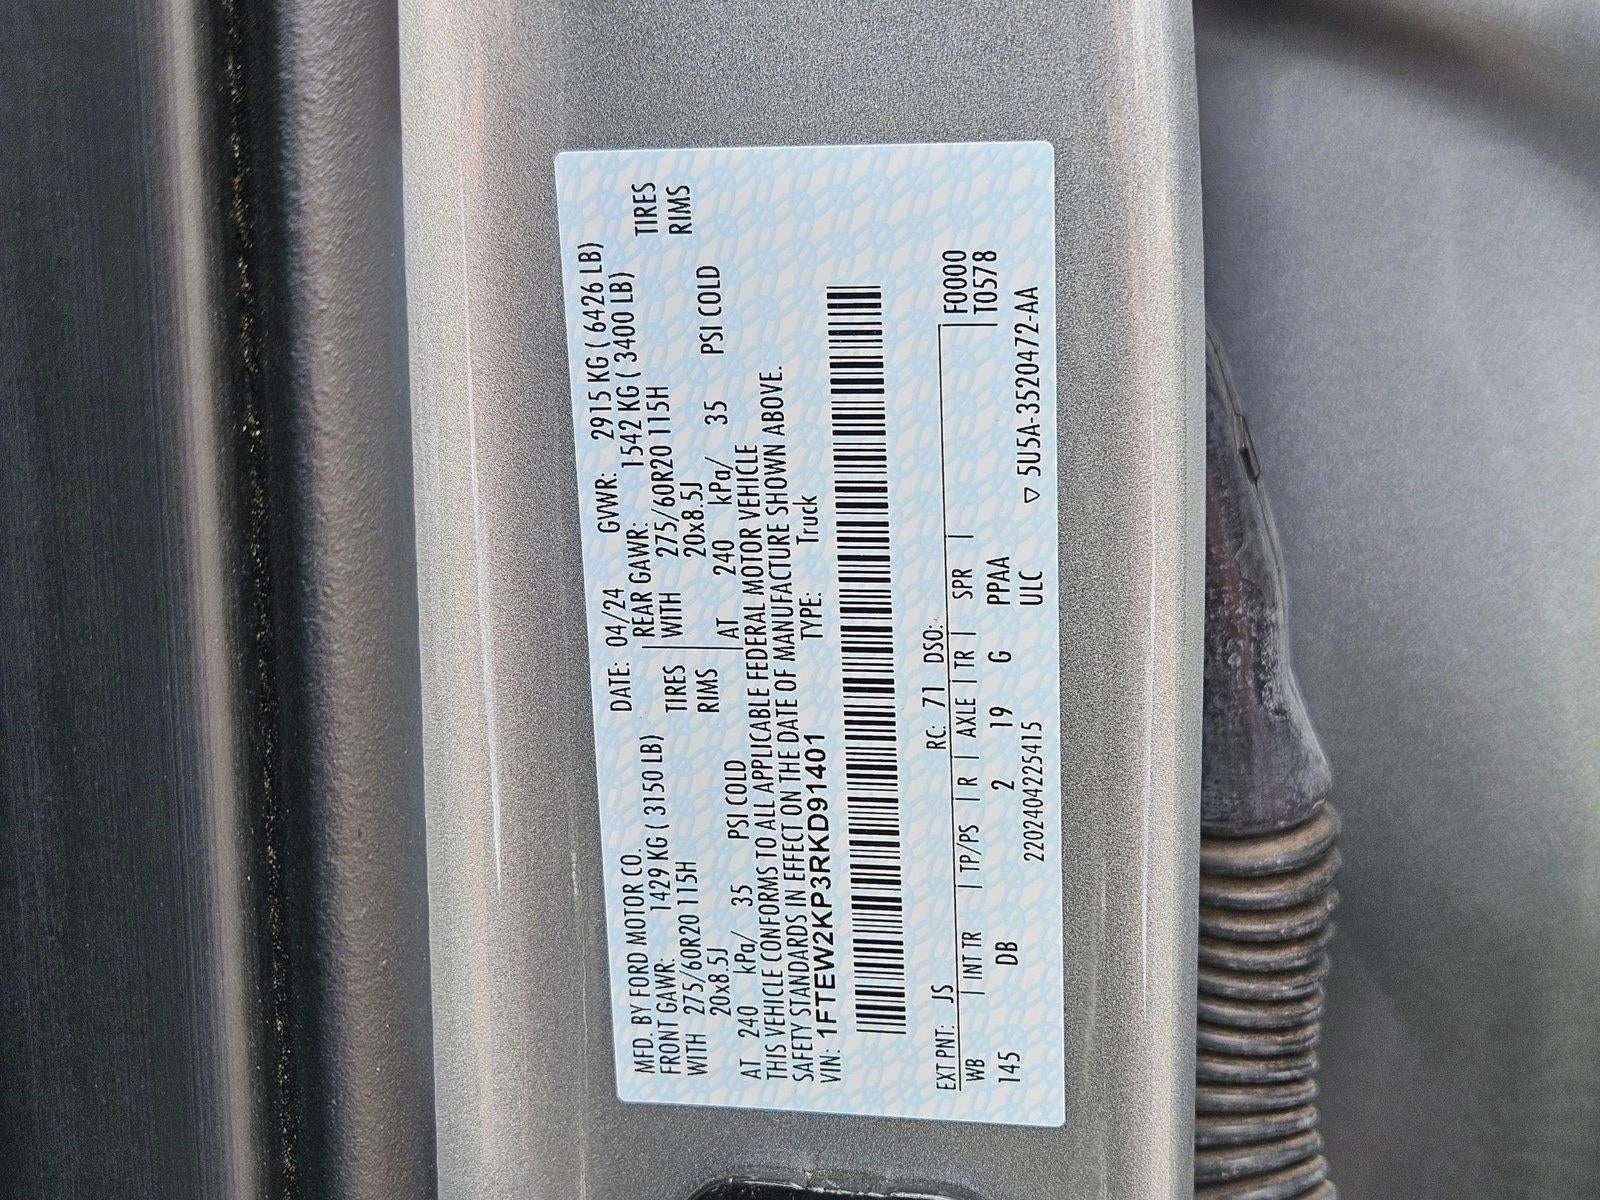 MFD. BY FORD MOTOR CO. DATE: 04/24 GVWR: 2915 KG ( 6426 LB)
FRONT GAWR: 1429 KG ( 3150 LB) REAR GAWR: 1542 KG ( 3400 LB)
WITH 275/60R20 115H TIRES WITH 275/60R20 115H TIRES
20x8.5J RIMS 20x8.5J RIMS
AT 240 kPa/ 35 PSI COLD AT 240 kPa/ 35 PSI COLD
THIS VEHICLE CONFORMS TO ALL APPLICABLE FEDERAL MOTOR VEHICLE
SAFETY STANDARDS IN EFFECT ON THE DATE OF MANUFACTURE SHOWN ABOVE.
VIN: 1FTEW2KP3RKD91401 TYPE: Truck
EXT PNT: JS RC: 71 DSO: F0000
WB INT TR TP/PS R AXLE TR SPR T0578
145 DB 2 19 G PPAA
220240422541​5 ULC ▽ 5U5A-3520472-AA